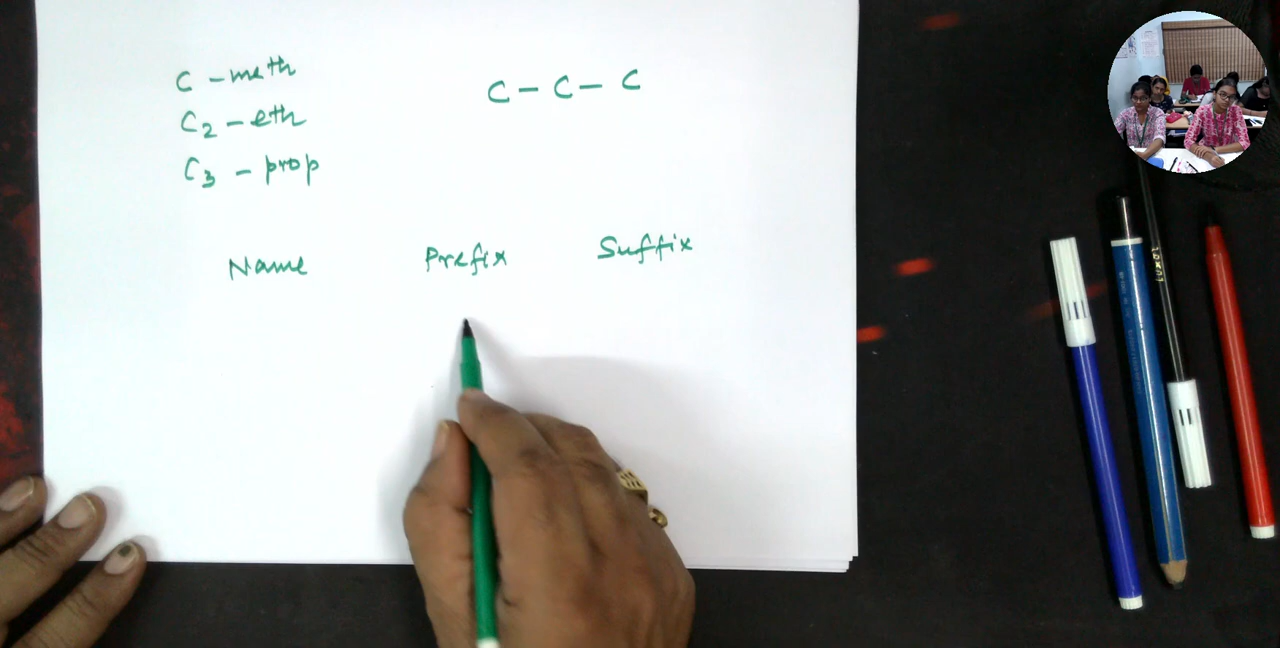 C - meth
C₂ - eth
C₃ - prop
C - C - C
Name Prefix Suffix